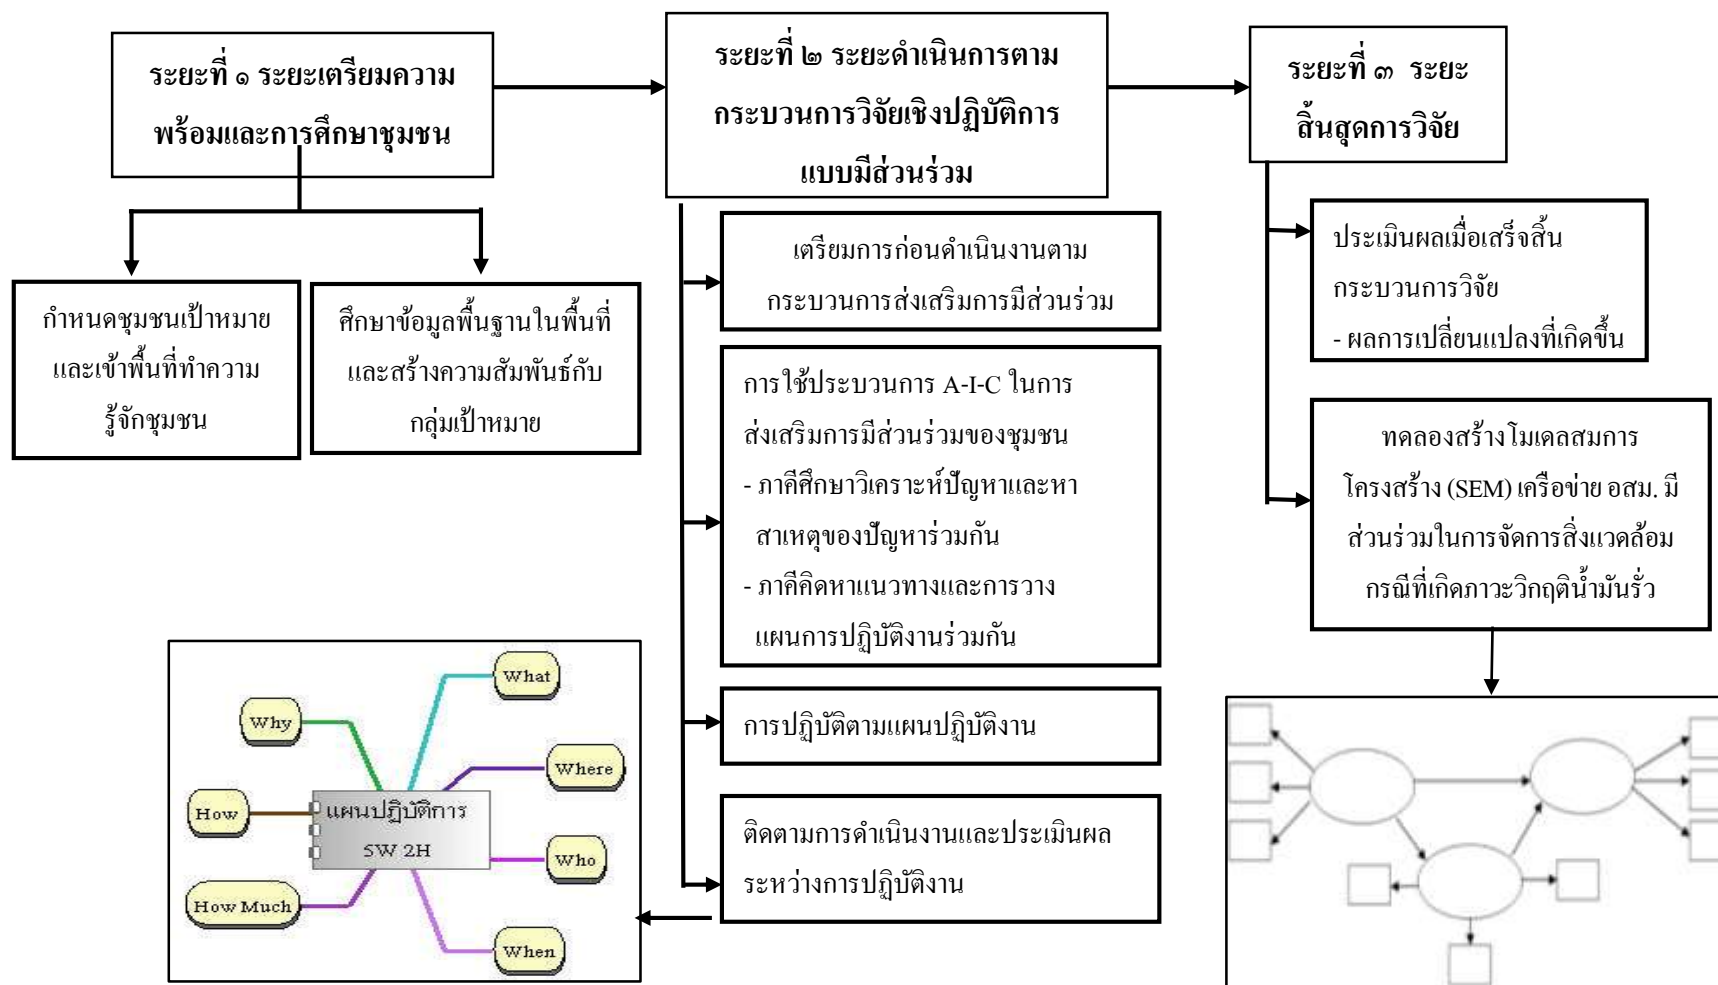 ระยะที่ ๑ ระยะเตรียมความ
พร้อมและการศึกษาชุมชน
ระยะที่ ๒ ระยะดำเนินการตาม
กระบวนการวิจัยเชิงปฏิบัติการ
แบบมีส่วนร่วม
ระยะที่ ๓ ระยะ
สิ้นสุดการวิจัย
กำหนดชุมชนเป้าหมาย
และเข้าพื้นที่ทำความ
รู้จักชุมชน
ศึกษาข้อมูลพื้นฐานในพื้นที่
และสร้างความสัมพันธ์กับ
กลุ่มเป้าหมาย
เตรียมการก่อนดำเนินงานตาม
กระบวนการส่งเสริมการมีส่วนร่วม
การใช้ประบวนการ A-I-C ในการ
ส่งเสริมการมีส่วนร่วมของชุมชน
- ภาคีศึกษาวิเคราะห์ปัญหาและหา
สาเหตุของปัญหาร่วมกัน
- ภาคีคิดหาแนวทางและการวาง
แผนการปฏิบัติงานร่วมกัน
การปฏิบัติตามแผนปฏิบัติงาน
ติดตามการดำเนินงานและประเมินผล
ระหว่างการปฏิบัติงาน
ประเมินผลเมื่อเสร็จสิ้น
กระบวนการวิจัย
- ผลการเปลี่ยนแปลงที่เกิดขึ้น
ทดลองสร้างโมเดลสมการ
โครงสร้าง (SEM) เครือข่าย อสม. มี
ส่วนร่วมในการจัดการสิ่งแวดล้อม
กรณีที่เกิดภาวะวิกฤติน้ำมันรั่ว
What
Why
Where
How
แผนปฏิบัติการ
5W 2H
Who
How Much
When